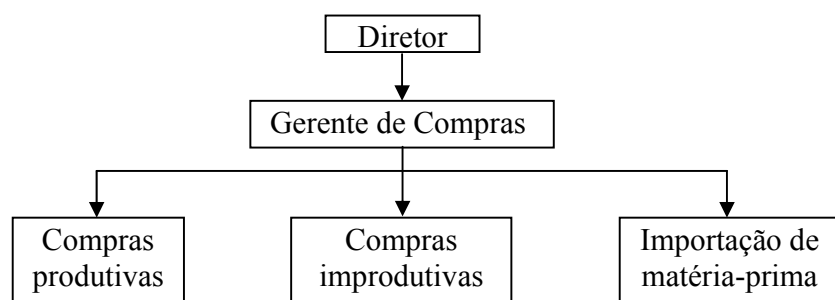 Diretor
Gerente de Compras
Compras
produtivas
Compras
improdutivas
Importação de
matéria-prima